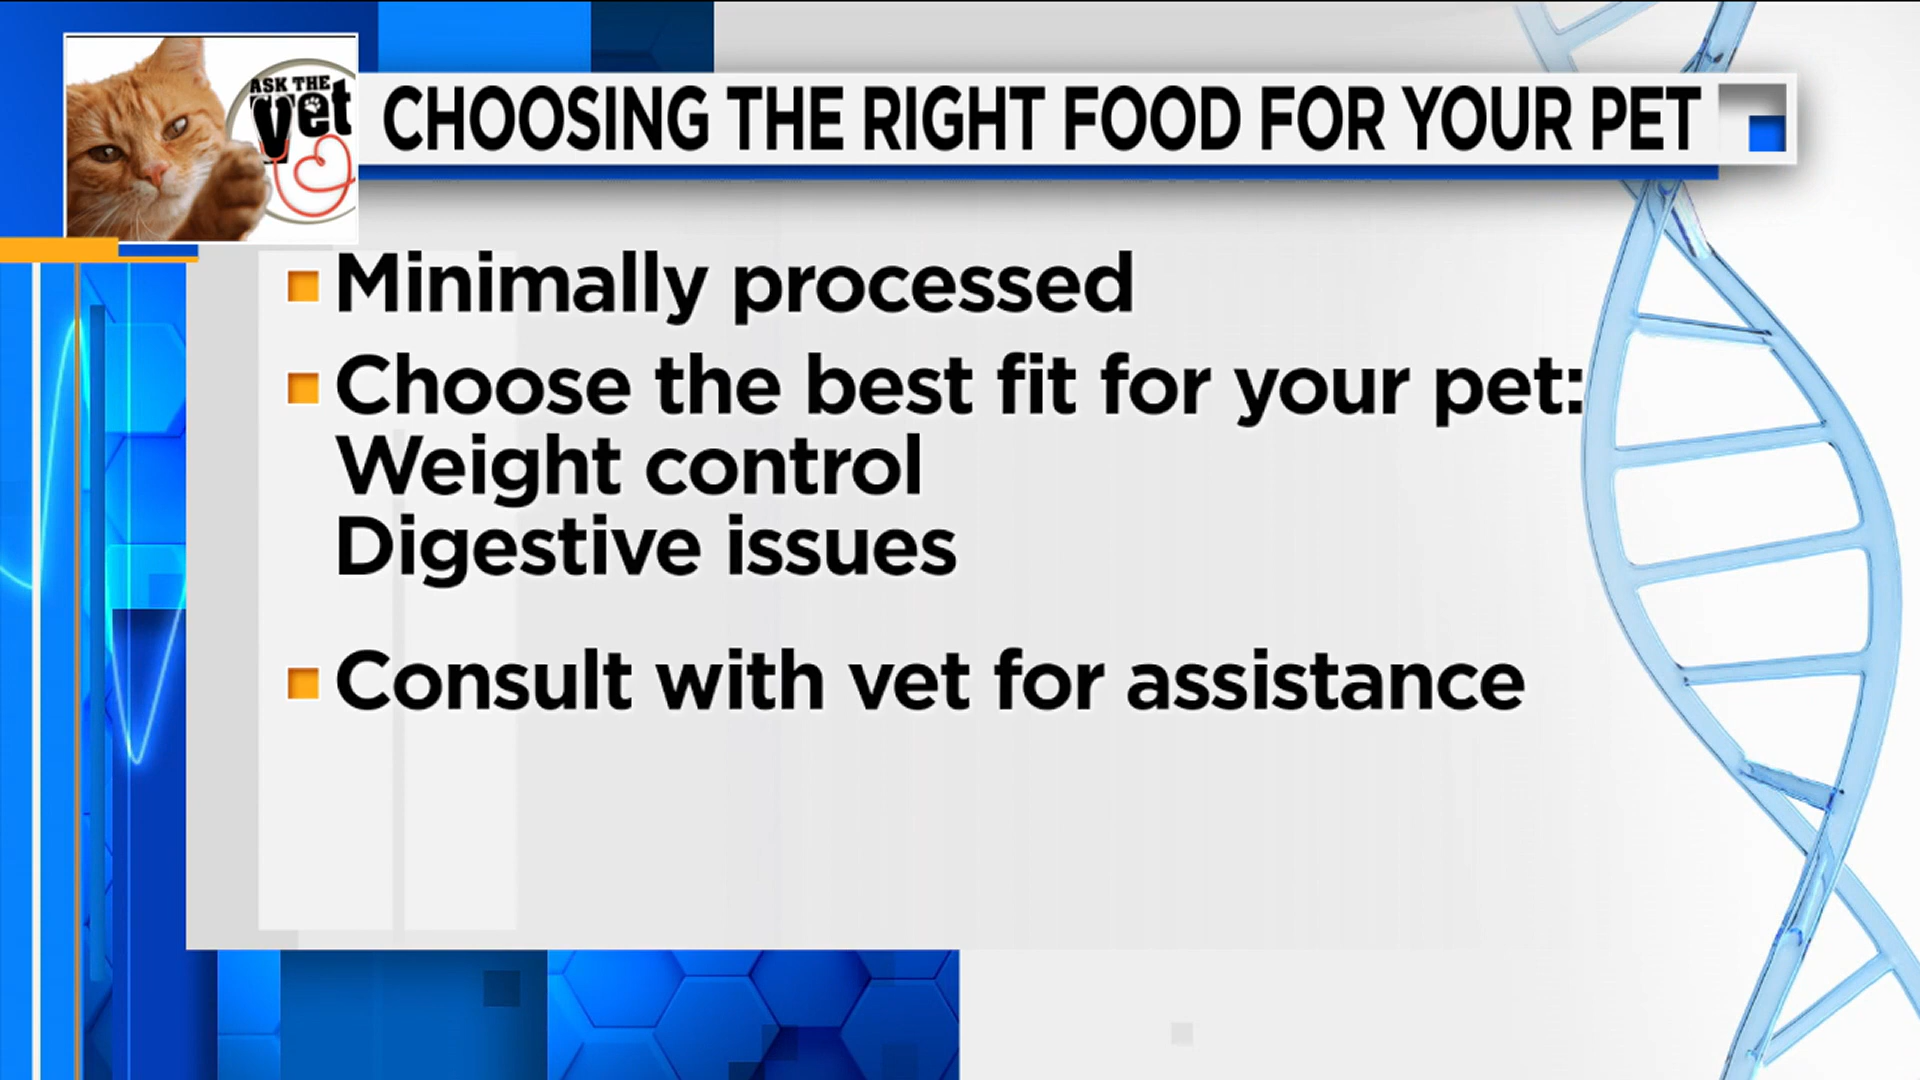 ASK THE
vet
CHOOSING THE RIGHT FOOD FOR YOUR PET
Minimally processed
Choose the best fit for your pet:
Weight control
Digestive issues
Consult with vet for assistance